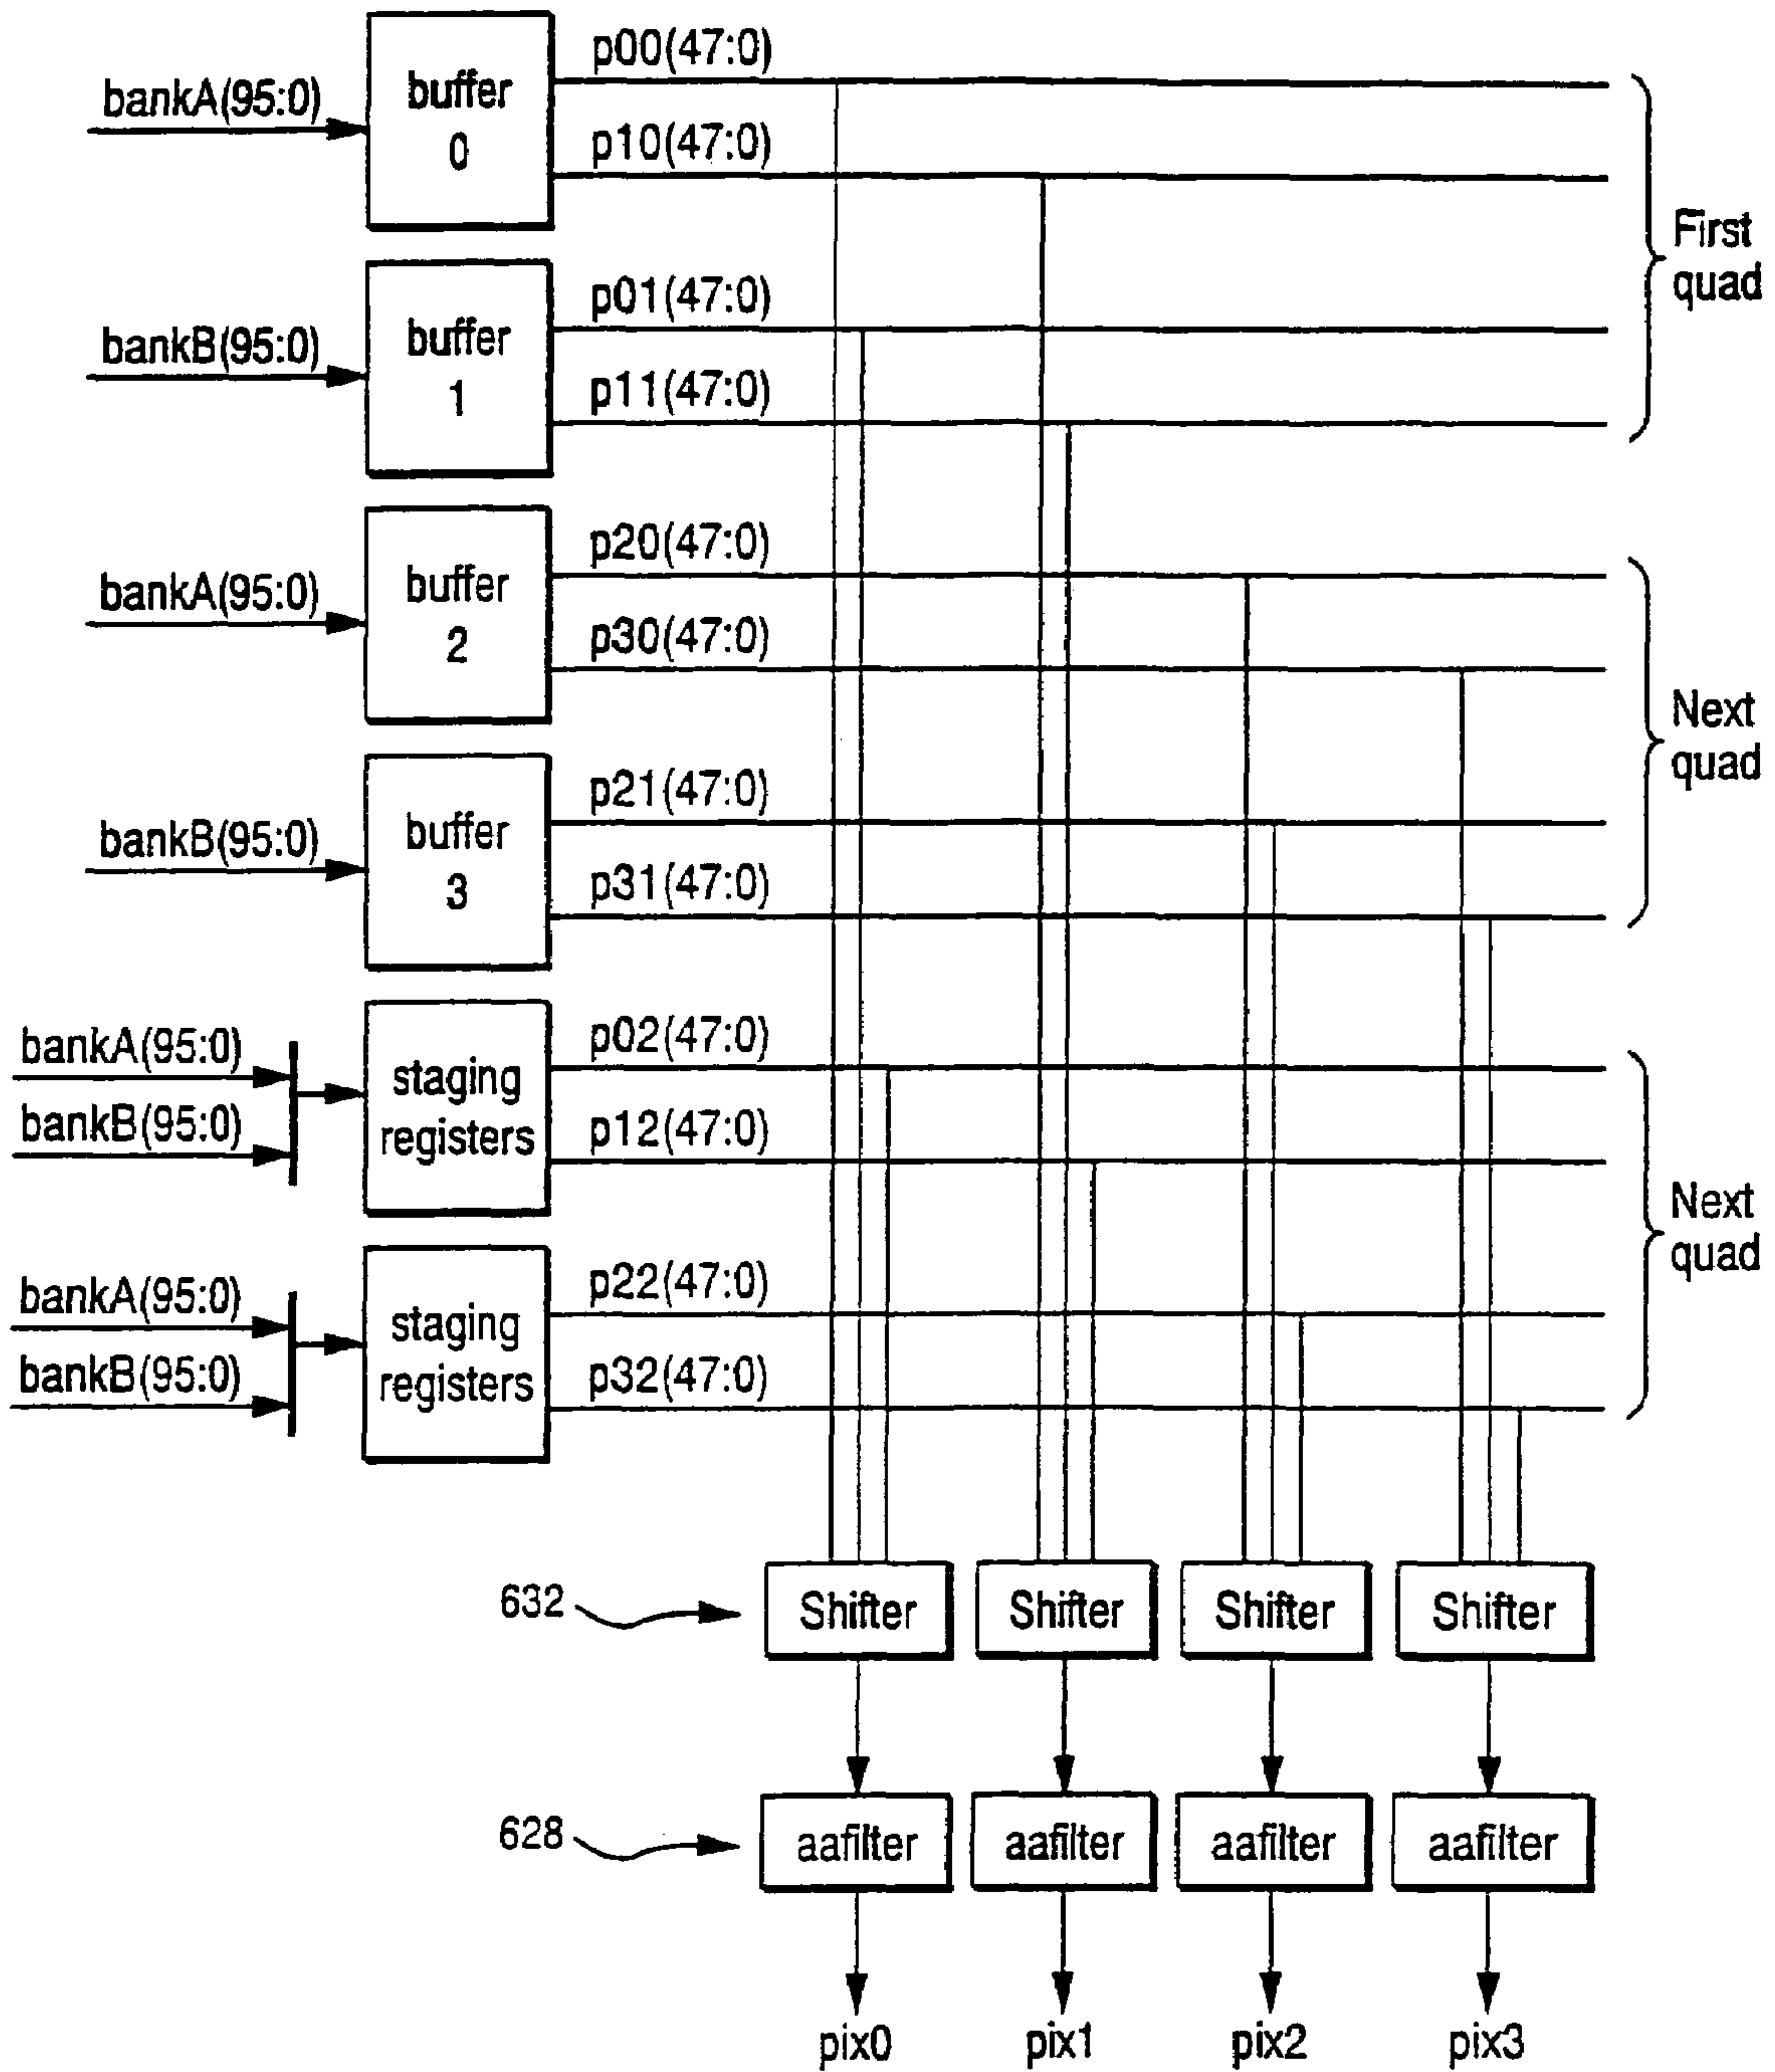 p00(47:0)
bankA(95:0)
buffer
0
p10(47:0)
First
quad
p01(47:0)
bankB(95:0)
buffer
1
p11(47:0)
p20(47:0)
bankA(95:0)
buffer
2
p30(47:0)
Next
quad
p21(47:0)
bankB(95:0)
buffer
3
p31(47:0)
bankA(95:0)
bankB(95:0)
staging
registers
p02(47:0)
p12(47:0)
Next
quad
bankA(95:0)
bankB(95:0)
staging
registers
p22(47:0)
p32(47:0)
632
Shifter
Shifter
Shifter
Shifter
628
aafilter
aafilter
aafilter
aafilter
pix0
pix1
pix2
pix3